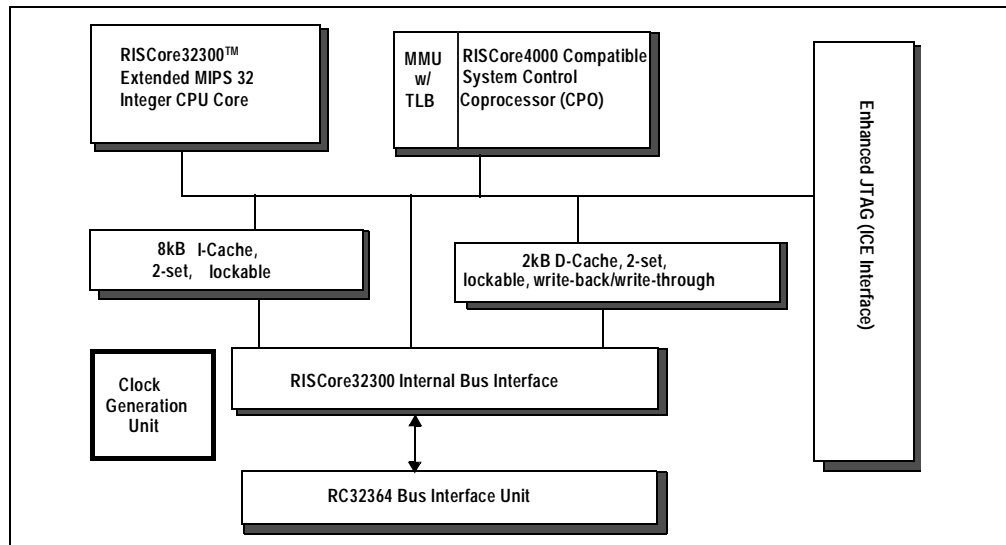 RISCore32300™
Extended MIPS 32
Integer CPU Core
MMU
w/
TLB
RISCore4000 Compatible
System Control
Coprocessor (CPO)
Enhanced JTAG (ICE Interface)
8kB I-Cache,
2-set, lockable
2kB D-Cache, 2-set,
lockable, write-back/write-through
RISCore32300 Internal Bus Interface
Clock
Generation
Unit
RC32364 Bus Interface Unit